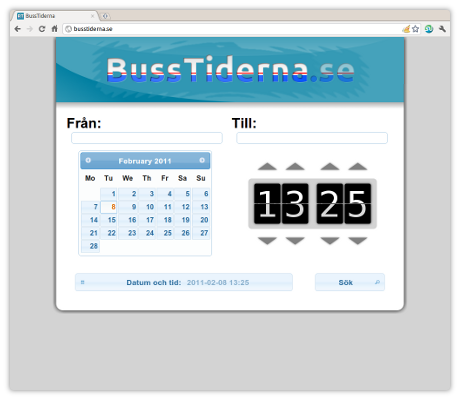 BussTiderna
busstiderna.se
BussTiderna.se
Från:
Till:
February 2011
Mo Tu We Th Fr Sa Su
1 2 3 4 5 6
7 8 9 10 11 12 13
14 15 16 17 18 19 20
21 22 23 24 25 26 27
28
13 25
Datum och tid: 2011-02-08 13:25
Sök